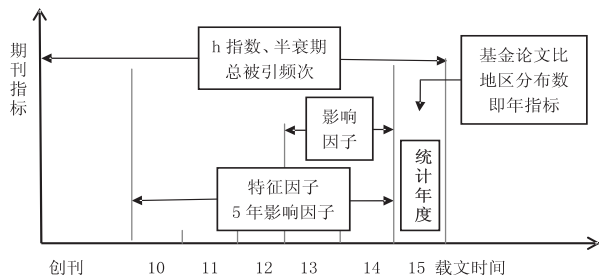 期刊指标
h 指数、半衰期
总被引频次
基金论文比
地区分布数
即年指标
影响
因子
统计年度
特征因子
5 年影响因子
创刊 10 11 12 13 14 15 载文时间